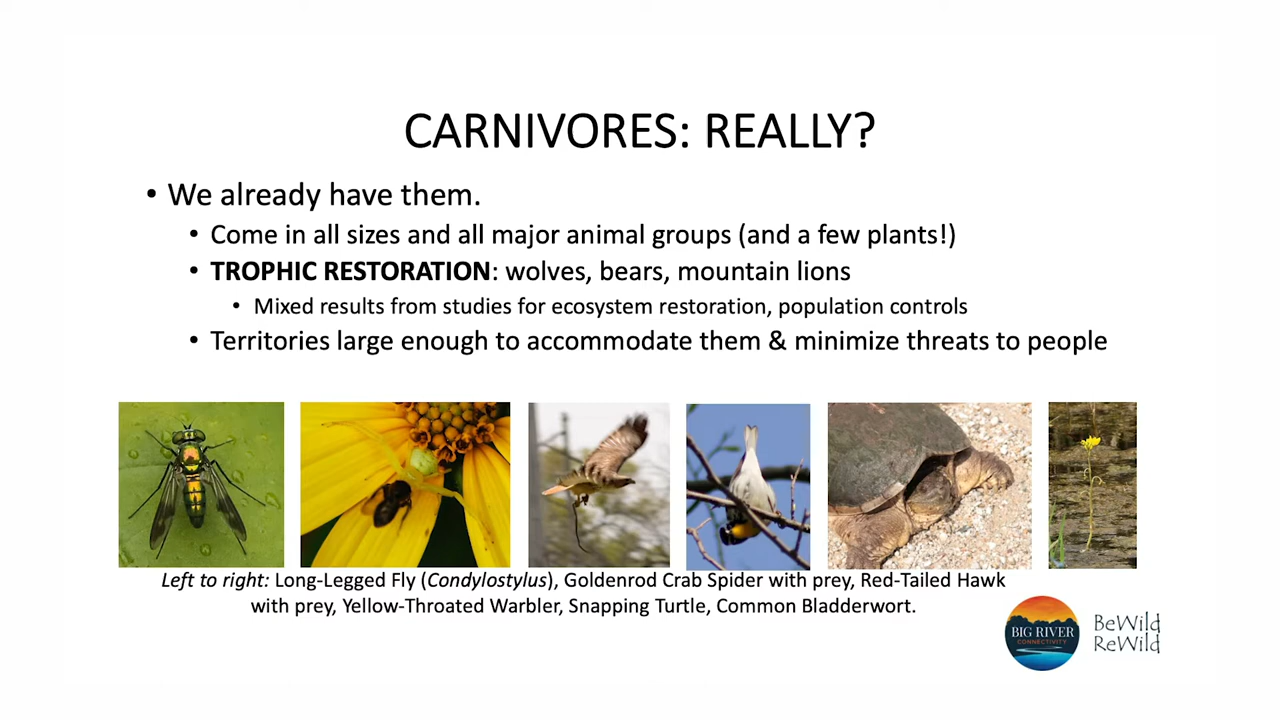 CARNIVORES: REALLY?
• We already have them.
• Come in all sizes and all major animal groups (and a few plants!)
• TROPHIC RESTORATION: wolves, bears, mountain lions
• Mixed results from studies for ecosystem restoration, population controls
• Territories large enough to accommodate them & minimize threats to people
Left to right: Long-Legged Fly (Condylostylus), Goldenrod Crab Spider with prey, Red-Tailed Hawk
with prey, Yellow-Throated Warbler, Snapping Turtle, Common Bladderwort.
BIG RIVER
CONNECTIVITY
BeWild
ReWild